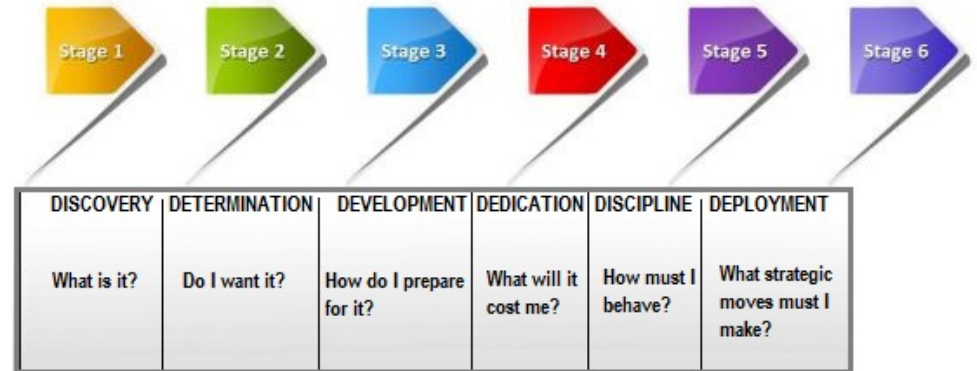 Stage 1
Stage 2
Stage 3
Stage 4
Stage 5
Stage 6
DISCOVERY
What is it?
DETERMINATION
Do I want it?
DEVELOPMENT
How do I prepare
for it?
DEDICATION
What will it
cost me?
DISCIPLINE
How must I
behave?
DEPLOYMENT
What strategic
moves must I
make?